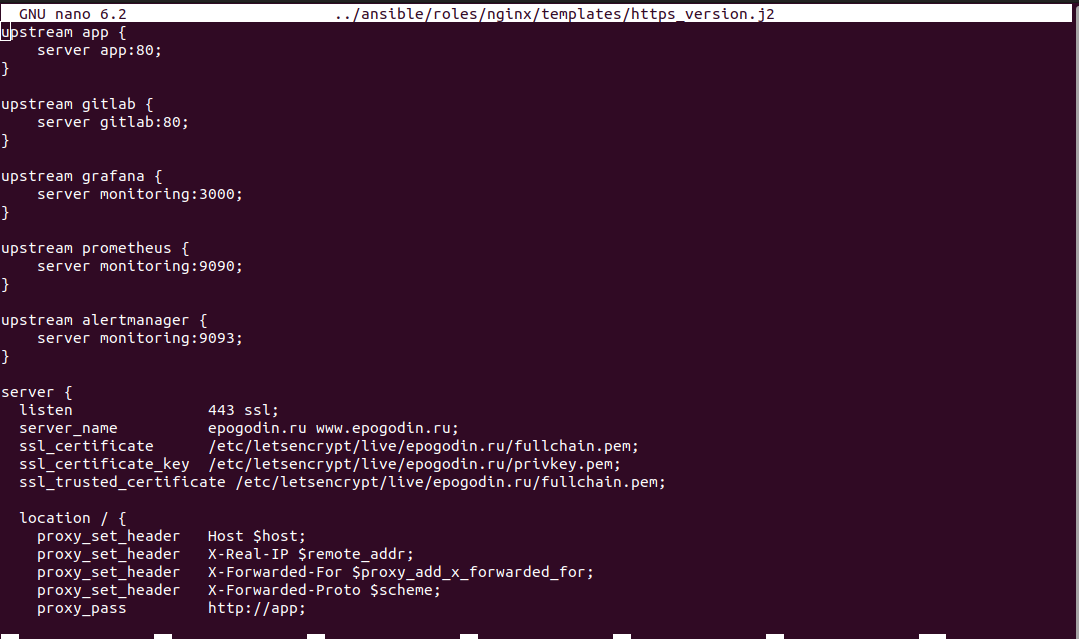 GNU nano 6.2 ../ansible/roles/nginx/templates/https_version.j2
upstream app {
    server app:80;
}

upstream gitlab {
    server gitlab:80;
}

upstream grafana {
    server monitoring:3000;
}

upstream prometheus {
    server monitoring:9090;
}

upstream alertmanager {
    server monitoring:9093;
}

server {
  listen               443 ssl;
  server_name          epogodin.ru www.epogodin.ru;
  ssl_certificate      /etc/letsencrypt/live/epogodin.ru/fullchain.pem;
  ssl_certificate_key  /etc/letsencrypt/live/epogodin.ru/privkey.pem;
  ssl_trusted_certificate /etc/letsencrypt/live/epogodin.ru/fullchain.pem;

  location / {
    proxy_set_header   Host $host;
    proxy_set_header   X-Real-IP $remote_addr;
    proxy_set_header   X-Forwarded-For $proxy_add_x_forwarded_for;
    proxy_set_header   X-Forwarded-Proto $scheme;
    proxy_pass         http://app;